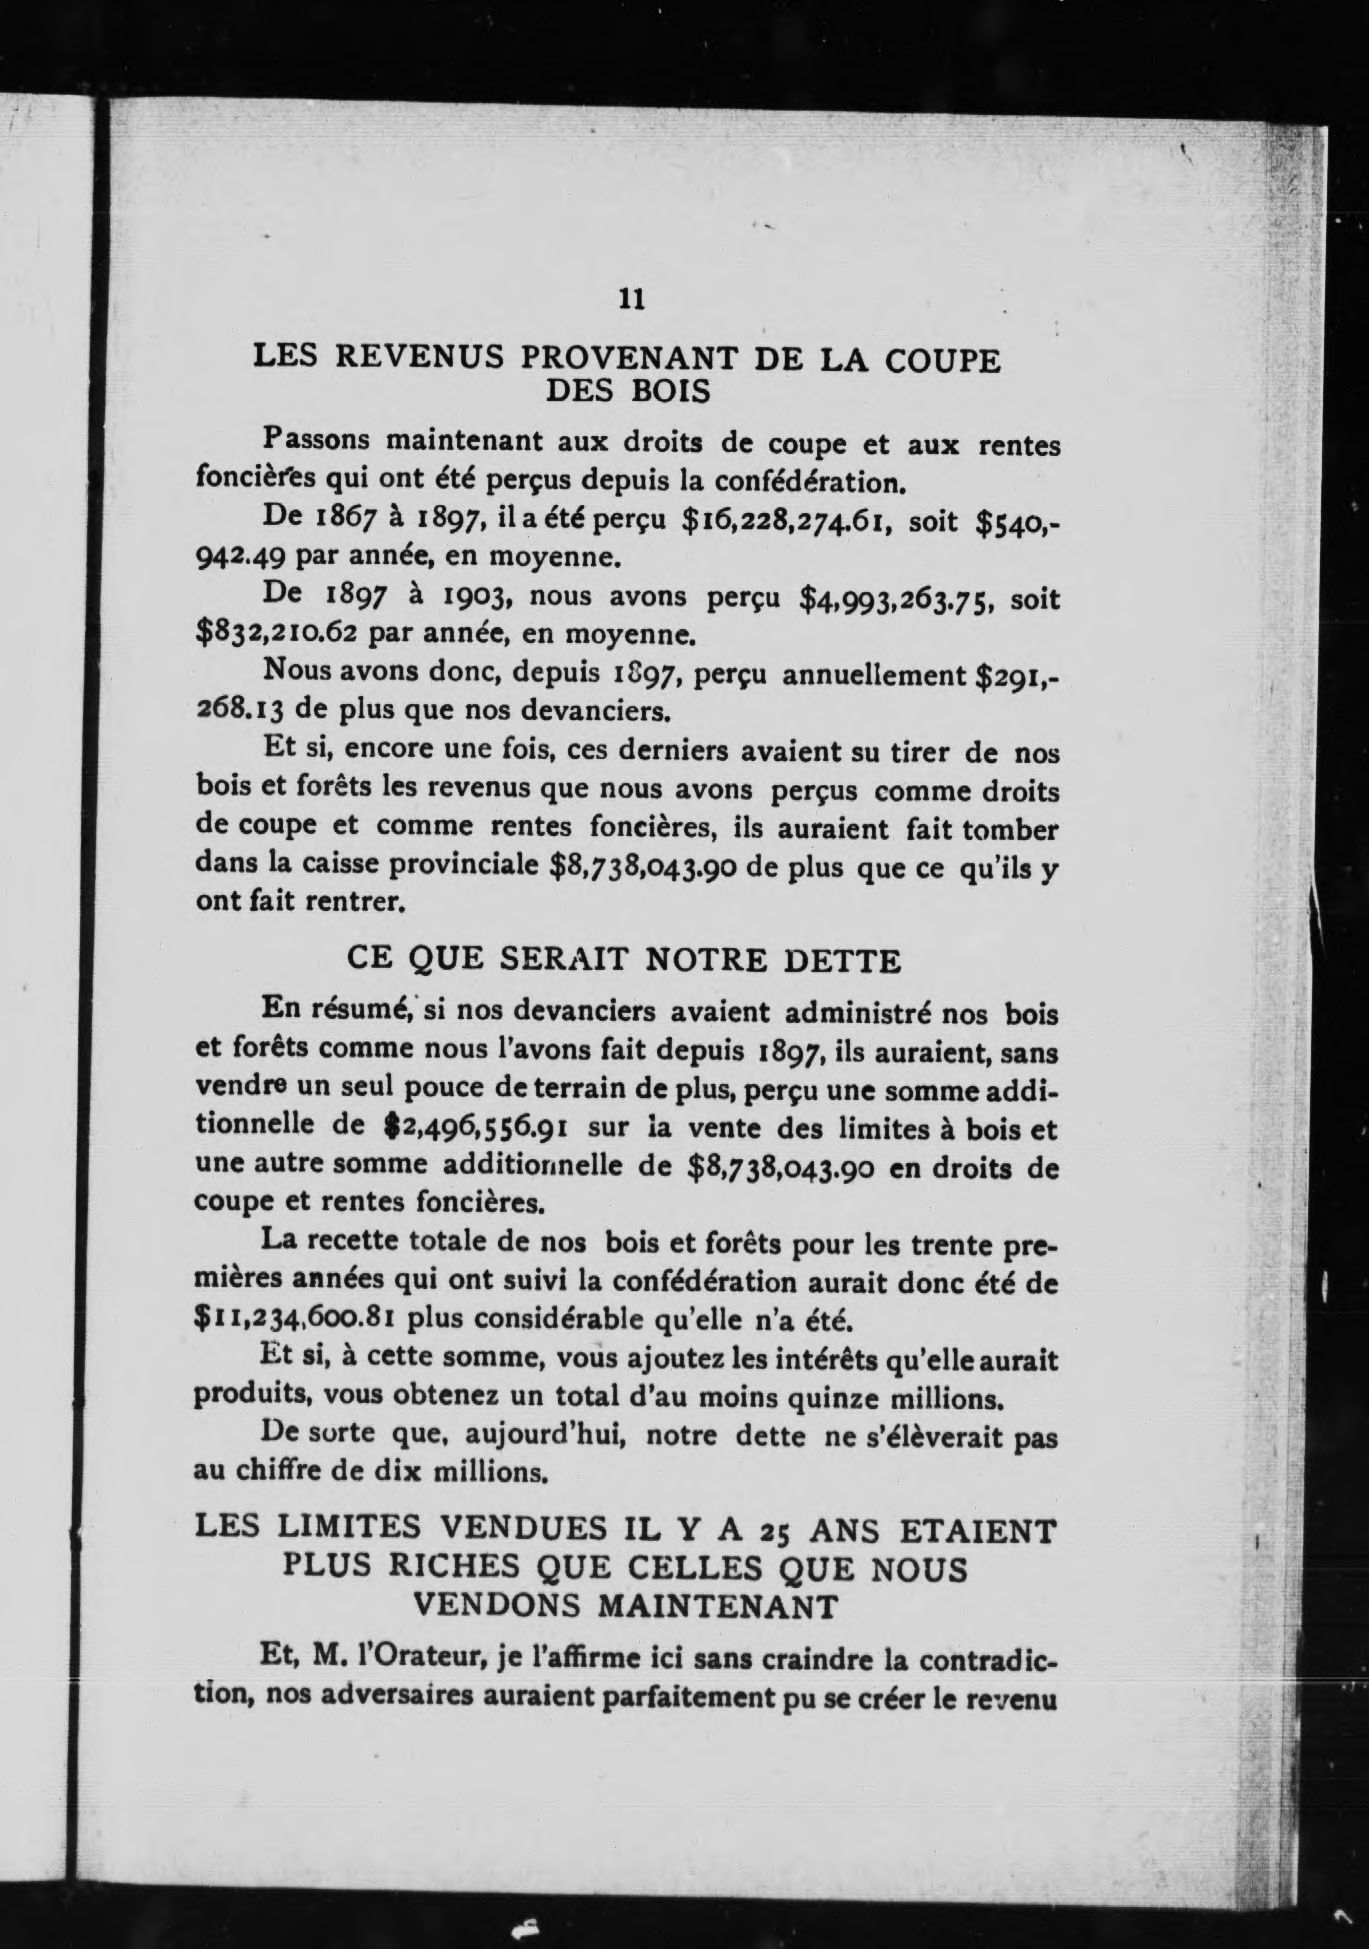 11
LES REVENUS PROVENANT DE LA COUPE
DES BOIS
Passons maintenant aux droits de coupe et aux rentes
foncières qui ont été perçus depuis la confédération.
De 1867 à 1897, il a été perçu $16,228,274.61, soit $540,-
942.49 par année, en moyenne.
De 1897 à 1903, nous avons perçu $4,993,263.75, soit
$832,210.62 par année, en moyenne.
Nous avons donc, depuis 1897, perçu annuellement $291,-
268.13 de plus que nos devanciers.
Et si, encore une fois, ces derniers avaient su tirer de nos
bois et forêts les revenus que nous avons perçus comme droits
de coupe et comme rentes foncières, ils auraient fait tomber
dans la caisse provinciale $8,738,043.90 de plus que ce qu'ils y
ont fait rentrer.
CE QUE SERAIT NOTRE DETTE
En résumé, si nos devanciers avaient administré nos bois
et forêts comme nous l'avons fait depuis 1897, ils auraient, sans
vendre un seul pouce de terrain de plus, perçu une somme addi-
tionnelle de $2,496,556.91 sur la vente des limites à bois et
une autre somme additionnelle de $8,738,043.90 en droits de
coupe et rentes foncières.
La recette totale de nos bois et forêts pour les trente pre-
mières années qui ont suivi la confédération aurait donc été de
$11,234,600.81 plus considérable qu'elle n'a été.
Et si, à cette somme, vous ajoutez les intérêts qu'elle aurait
produits, vous obtenez un total d'au moins quinze millions.
De sorte que, aujourd'hui, notre dette ne s'élèverait pas
au chiffre de dix millions.
LES LIMITES VENDUES IL Y A 25 ANS ETAIENT
PLUS RICHES QUE CELLES QUE NOUS
VENDONS MAINTENANT
Et, M. l'Orateur, je l'affirme ici sans craindre la contradic-
tion, nos adversaires auraient parfaitement pu se créer le revenu